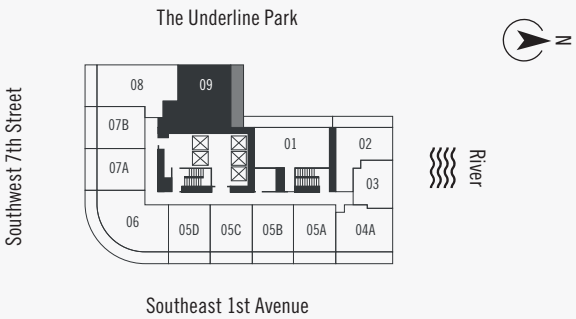 The Underline Park
N
Southwest 7th Street
08
09
07B
01
02
07A
03
06
05D
05C
05B
05A
04A
River
Southeast 1st Avenue